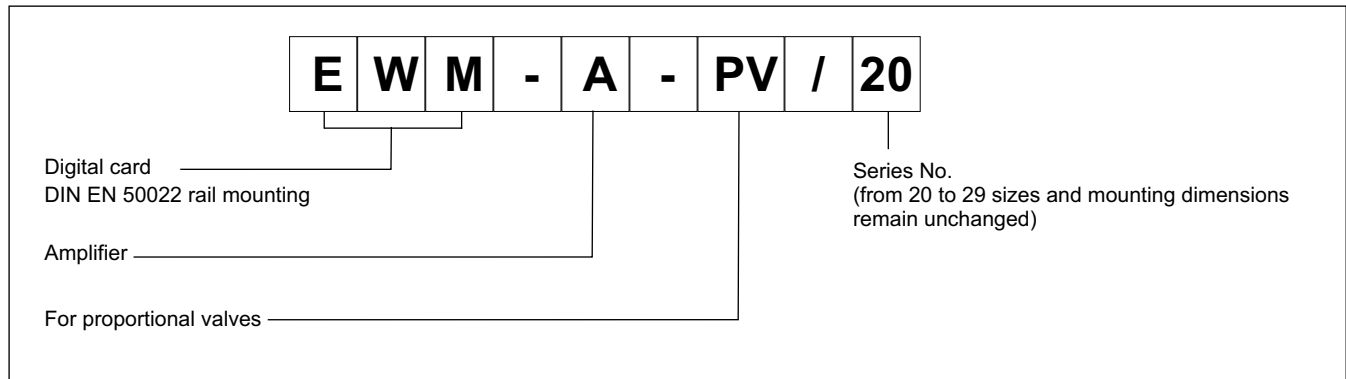 EWM - A - PV / 20
Digital card
DIN EN 50022 rail mounting
Amplifier
For proportional valves
Series No.
(from 20 to 29 sizes and mounting dimensions
remain unchanged)